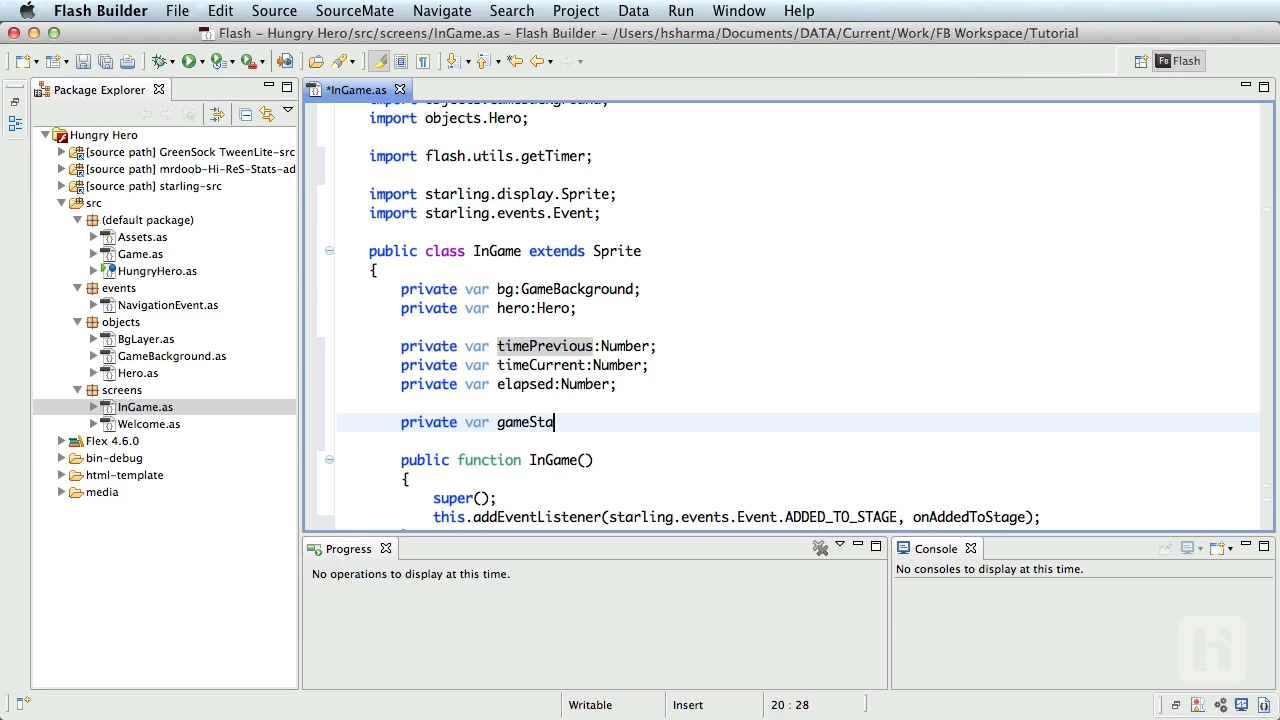 Flash Builder File Edit Source SourceMate Navigate Search Project Data Run Window Help
Flash – Hungry Hero/src/screens/InGame.as – Flash Builder – /Users/hsharma/Documents/DATA/Current/Work/FB Workspace/Tutorial
Fb Flash
Package Explorer
Hungry Hero
[source path] GreenSock TweenLite-src
[source path] mrdoob-Hi-ReS-Stats-ad
[source path] starling-src
src
(default package)
Assets.as
Game.as
HungryHero.as
events
NavigationEvent.as
objects
BgLayer.as
GameBackground.as
Hero.as
screens
InGame.as
Welcome.as
Flex 4.6.0
bin-debug
html-template
media
*InGame.as
import objects.GameBackground;
import objects.Hero;
import flash.utils.getTimer;
import starling.display.Sprite;
import starling.events.Event;
public class InGame extends Sprite
{
private var bg:GameBackground;
private var hero:Hero;
private var timePrevious:Number;
private var timeCurrent:Number;
private var elapsed:Number;
private var gameSta
public function InGame()
{
super();
this.addEventListener(starling.events.Event.ADDED_TO_STAGE, onAddedToStage);
Progress
No operations to display at this time.
Console
No consoles to display at this time.
h
Writable Insert 20 : 28